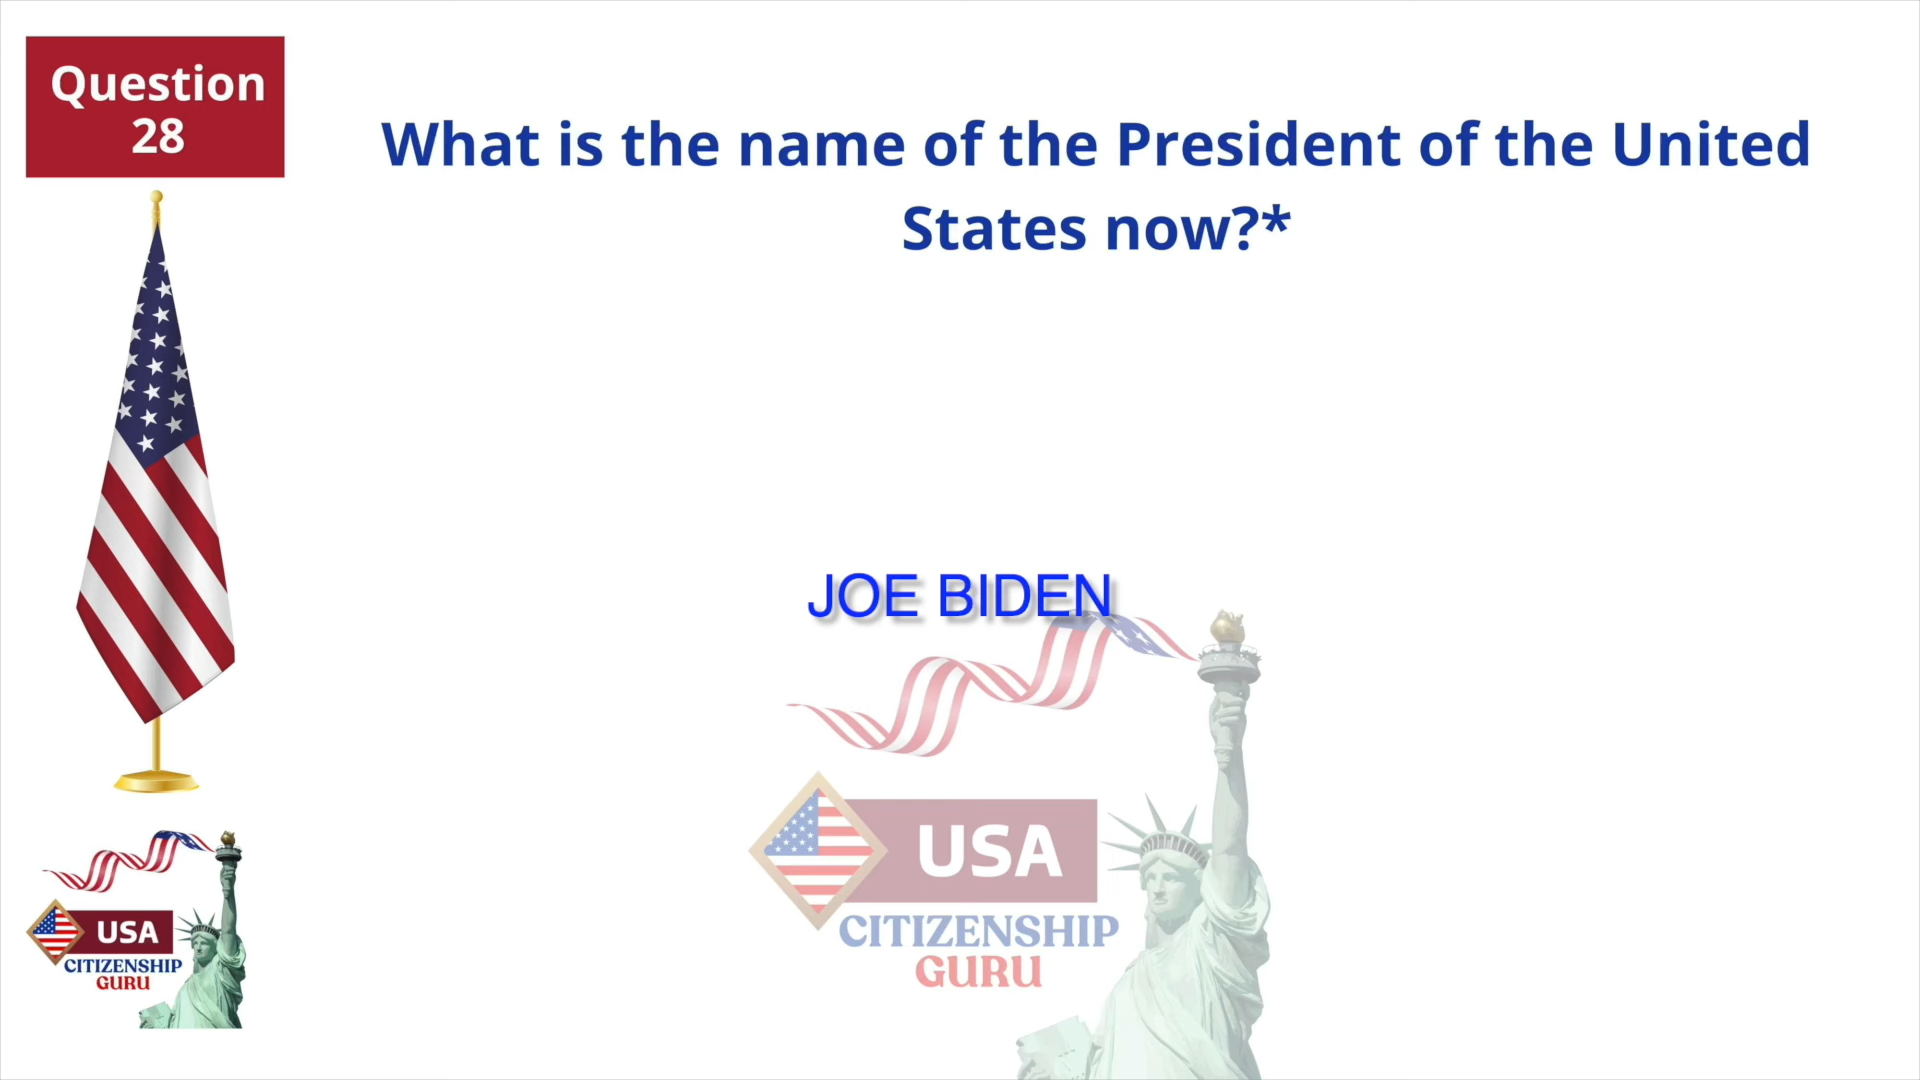 Question
28
What is the name of the President of the United
States now?*
JOE BIDEN
USA
CITIZENSHIP
GURU
USA
CITIZENSHIP
GURU